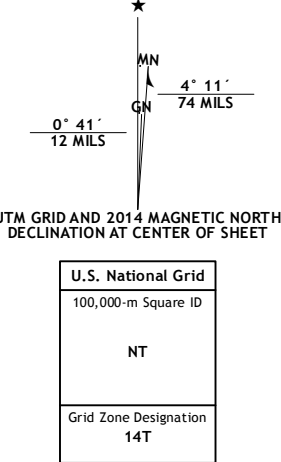 ★
MN
4° 11´
74 MILS
GN
0° 41´
12 MILS
UTM GRID AND 2014 MAGNETIC NORTH
DECLINATION AT CENTER OF SHEET
U.S. National Grid
100,000-m Square ID
NT
Grid Zone Designation
14T